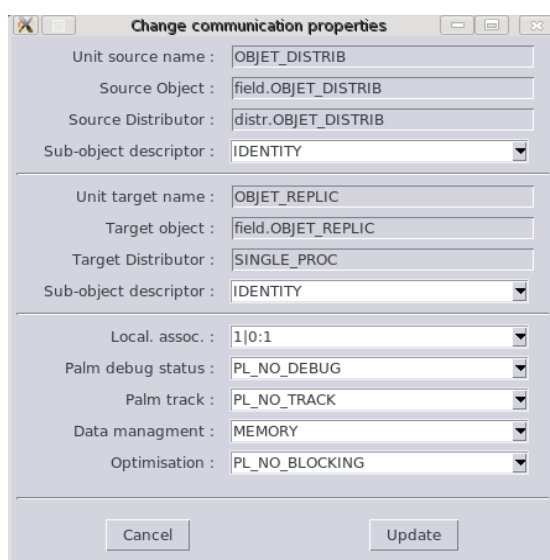 Change communication properties
Unit source name : OBJET_DISTRIB
Source Object : field.OBJET_DISTRIB
Source Distributor : distr.OBJET_DISTRIB
Sub-object descriptor : IDENTITY
Unit target name : OBJET_REPLIC
Target object : field.OBJET_REPLIC
Target Distributor : SINGLE_PROC
Sub-object descriptor : IDENTITY
Local. assoc. : 1|0:1
Palm debug status : PL_NO_DEBUG
Palm track : PL_NO_TRACK
Data managment : MEMORY
Optimisation : PL_NO_BLOCKING
Cancel Update